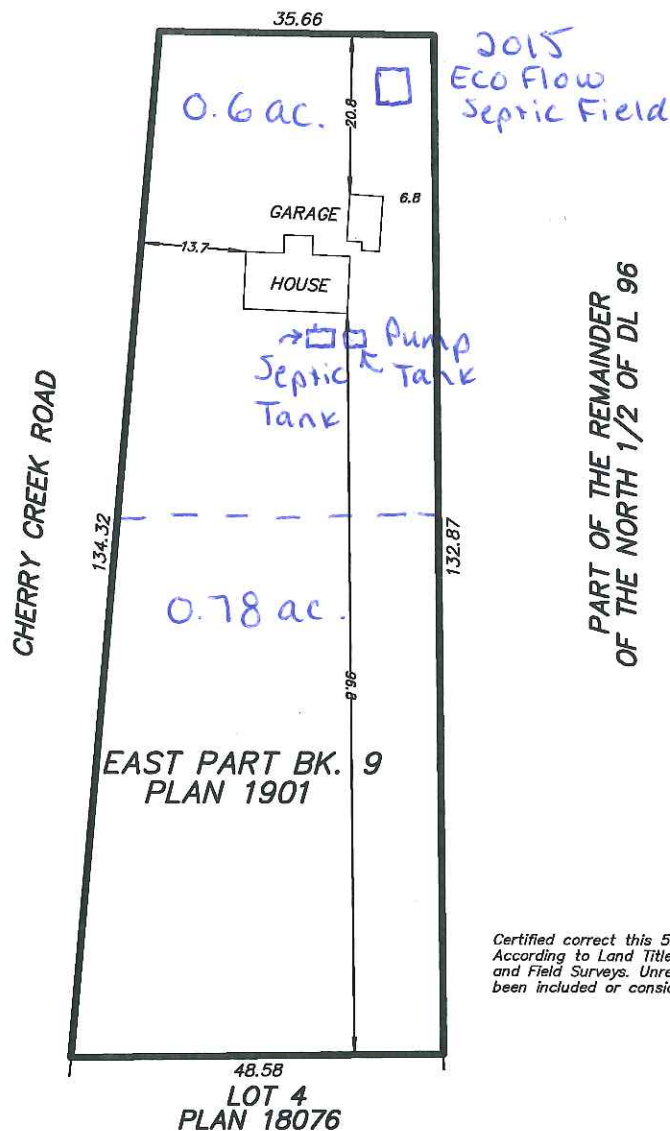 35.66
2015
Eco Flow
Septic Field
0.6 ac.
20.8
6.8
GARAGE
13.7
HOUSE
Pump
Tank
Septic
Tank
CHERRY CREEK ROAD
PART OF THE REMAINDER
OF THE NORTH 1/2 OF DL 96
134.32
132.87
0.78 ac.
96.6
EAST PART BK. 9
PLAN 1901
Certified correct this 5
According to Land Title
and Field Surveys. Unre
been included or consid
48.58
LOT 4
PLAN 18076